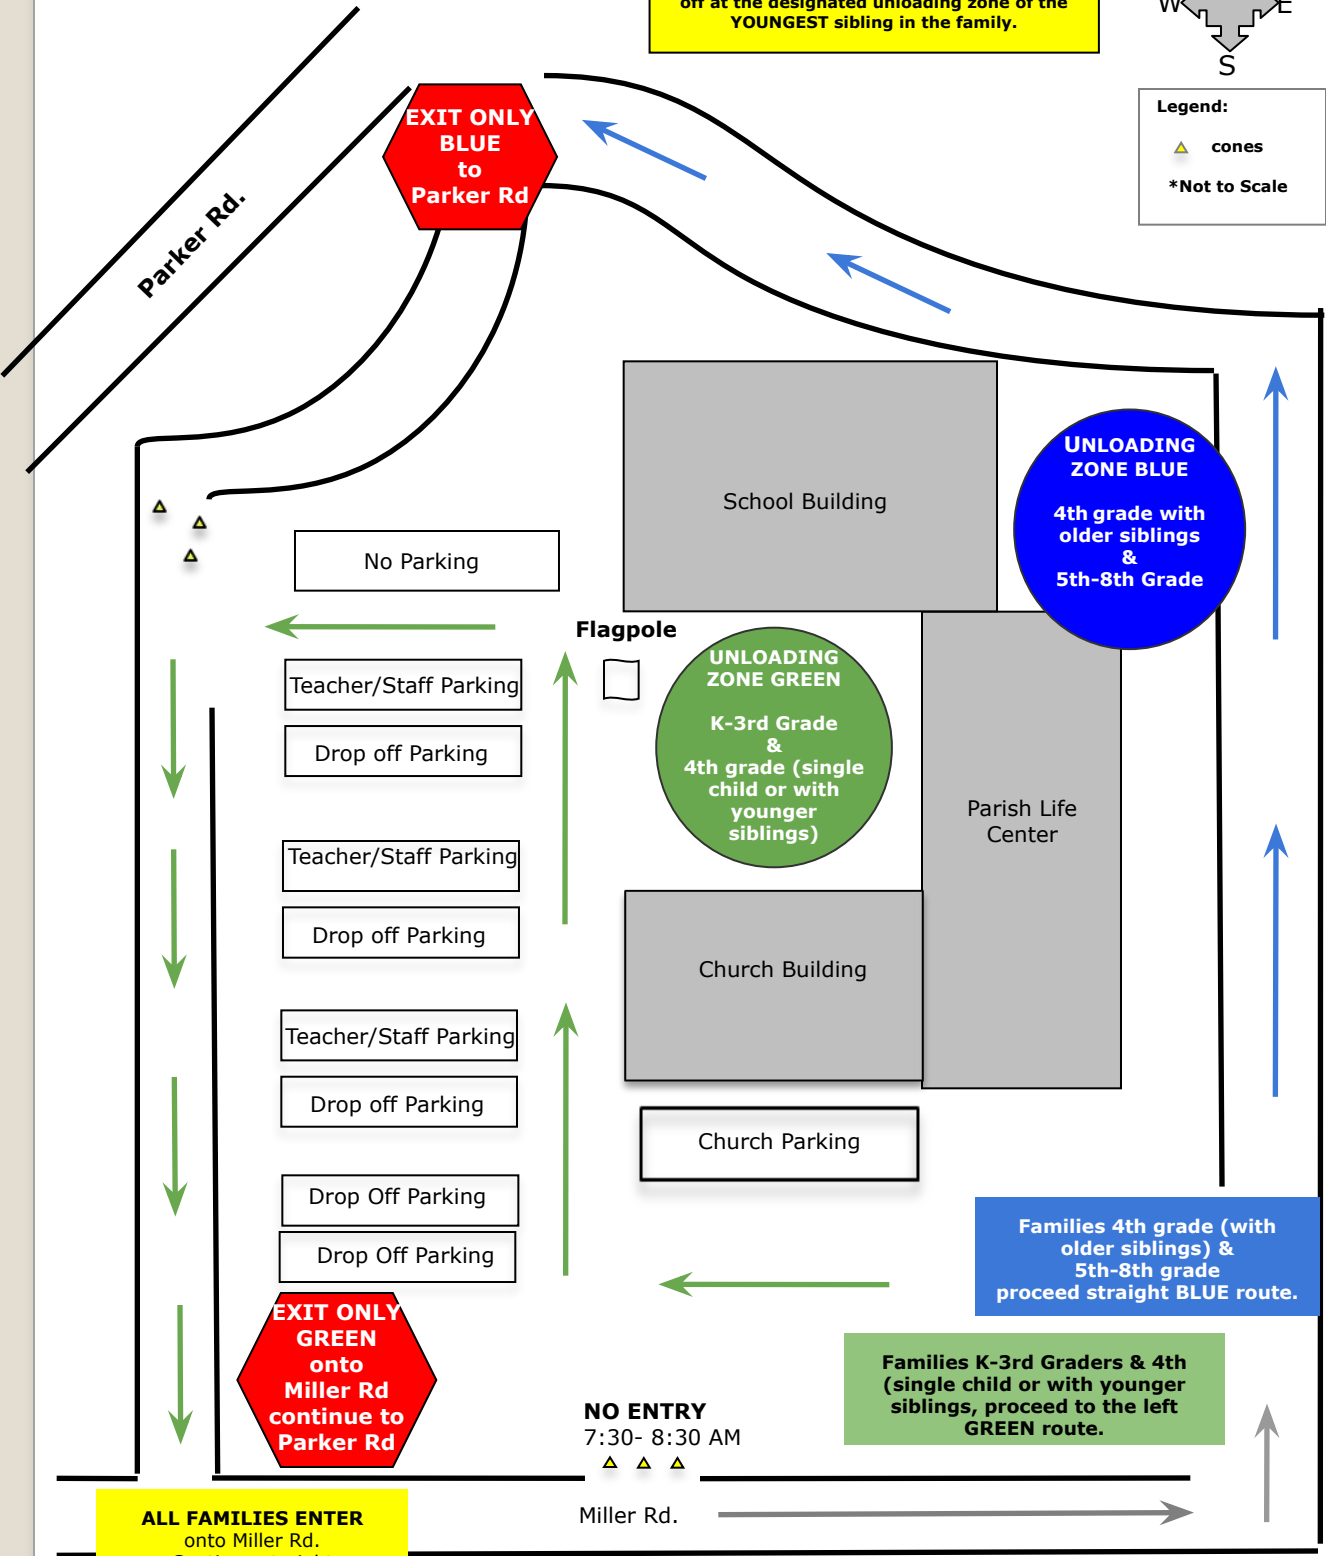 off at the designated unloading zone of the
YOUNGEST sibling in the family.
W E
S
Legend:
cones
*Not to Scale
EXIT ONLY
BLUE
to
Parker Rd
Parker Rd.
School Building
UNLOADING
ZONE BLUE
4th grade with
older siblings
&
5th-8th Grade
No Parking
Flagpole
UNLOADING
ZONE GREEN
K-3rd Grade
&
4th grade (single
child or with
younger
siblings)
Teacher/Staff Parking
Drop off Parking
Parish Life
Center
Teacher/Staff Parking
Drop off Parking
Church Building
Teacher/Staff Parking
Drop off Parking
Church Parking
Drop Off Parking
Drop Off Parking
Families 4th grade (with
older siblings) &
5th-8th grade
proceed straight BLUE route.
EXIT ONLY
GREEN
onto
Miller Rd
continue to
Parker Rd
Families K-3rd Graders & 4th
(single child or with younger
siblings, proceed to the left
GREEN route.
NO ENTRY
7:30- 8:30 AM
Miller Rd.
ALL FAMILIES ENTER
onto Miller Rd.